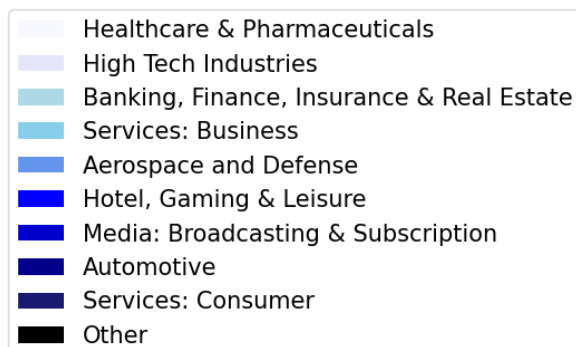 Healthcare & Pharmaceuticals
High Tech Industries
Banking, Finance, Insurance & Real Estate
Services: Business
Aerospace and Defense
Hotel, Gaming & Leisure
Media: Broadcasting & Subscription
Automotive
Services: Consumer
Other